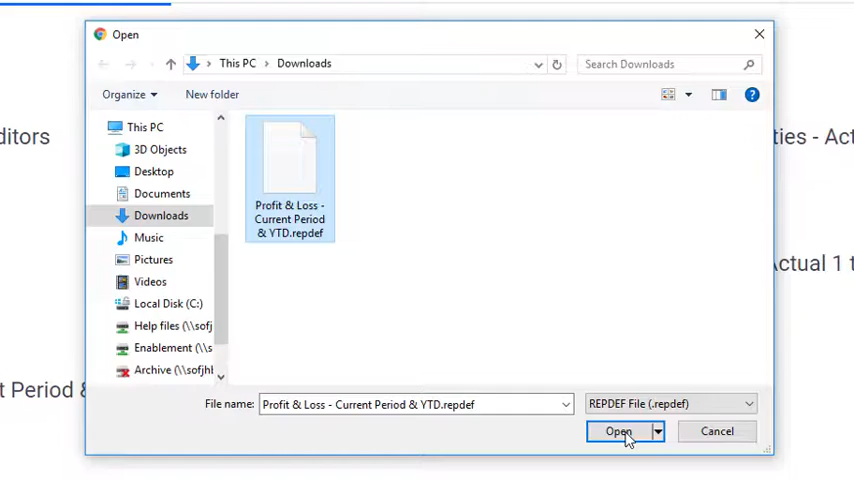 Open
This PC > Downloads
Search Downloads
Organize
New folder
This PC
3D Objects
Desktop
Documents
Downloads
Music
Pictures
Videos
Local Disk (C:)
Help files (\\sofj
Enablement (\\s
Archive (\\sofjhb
Profit & Loss -
Current Period
& YTD.repdef
File name:
Profit & Loss - Current Period & YTD.repdef
REPDEF File (.repdef)
Open
Cancel
ditors
ties - Act
Actual 1 t
t Period &